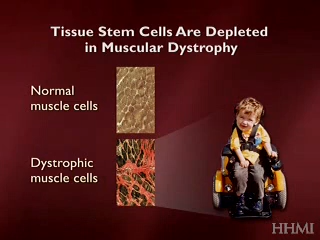 Tissue Stem Cells Are Depleted
in Muscular Dystrophy
Normal
muscle cells
Dystrophic
muscle cells
HHMI